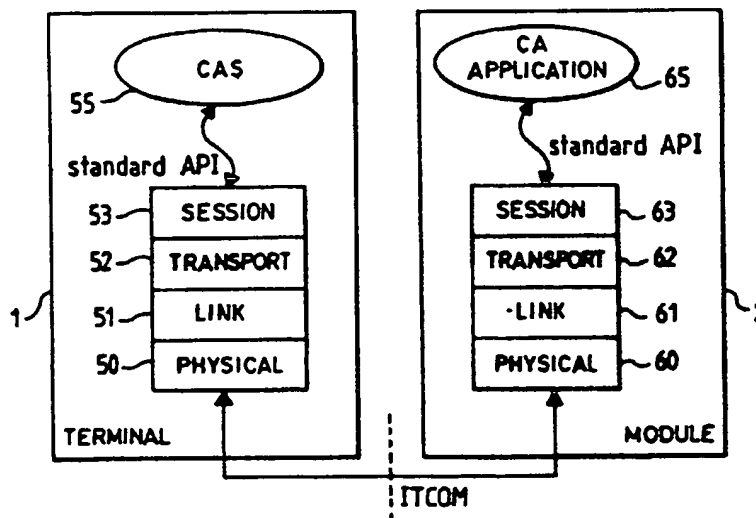 CAS
55
standard API
53 SESSION
52 TRANSPORT
51 LINK
50 PHYSICAL
1
TERMINAL
CA
APPLICATION
65
standard API
SESSION 63
TRANSPORT 62
LINK 61
PHYSICAL 60
MODULE
ITCOM